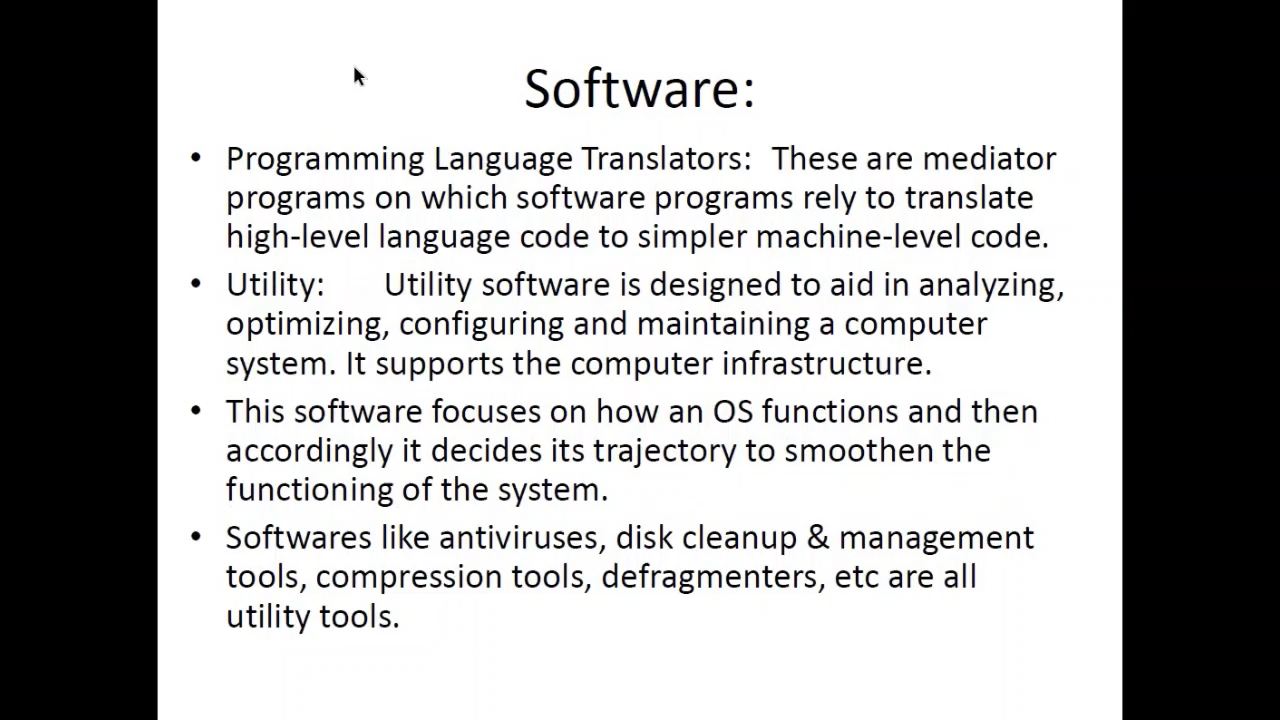 Software:
• Programming Language Translators: These are mediator
programs on which software programs rely to translate
high-level language code to simpler machine-level code.
• Utility: Utility software is designed to aid in analyzing,
optimizing, configuring and maintaining a computer
system. It supports the computer infrastructure.
• This software focuses on how an OS functions and then
accordingly it decides its trajectory to smoothen the
functioning of the system.
• Softwares like antiviruses, disk cleanup & management
tools, compression tools, defragmenters, etc are all
utility tools.